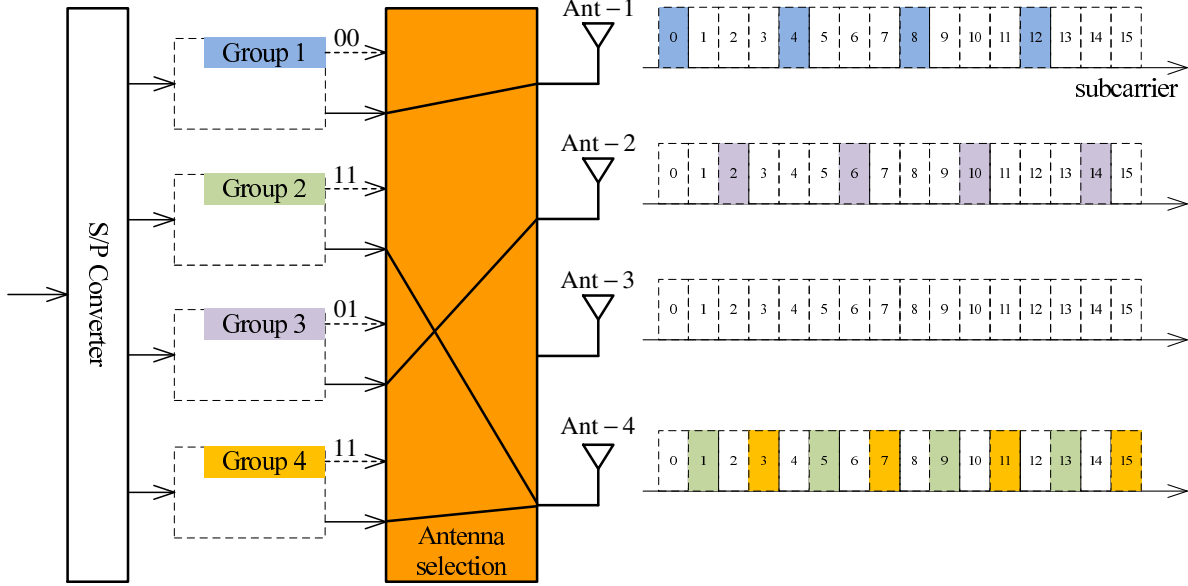 S/P Converter
Group 1
00
Group 2
11
Group 3
01
Group 4
11
Antenna
selection
Ant – 1
0 1 2 3 4 5 6 7 8 9 10 11 12 13 14 15
subcarrier
Ant – 2
0 1 2 3 4 5 6 7 8 9 10 11 12 13 14 15
Ant – 3
0 1 2 3 4 5 6 7 8 9 10 11 12 13 14 15
Ant – 4
0 1 2 3 4 5 6 7 8 9 10 11 12 13 14 15